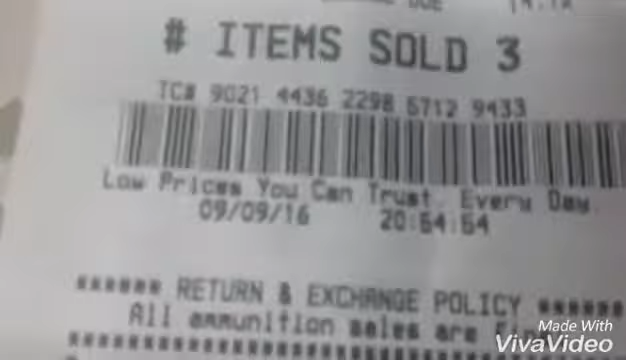 DUE
# ITEMS SOLD 3
TC# 9021 4436 2298 5712 9433
Low Prices You Can Trust. Every Day.
09/09/16 20:54:54
****** RETURN & EXCHANGE POLICY ******
All ammunition sales are
Made With
VivaVideo